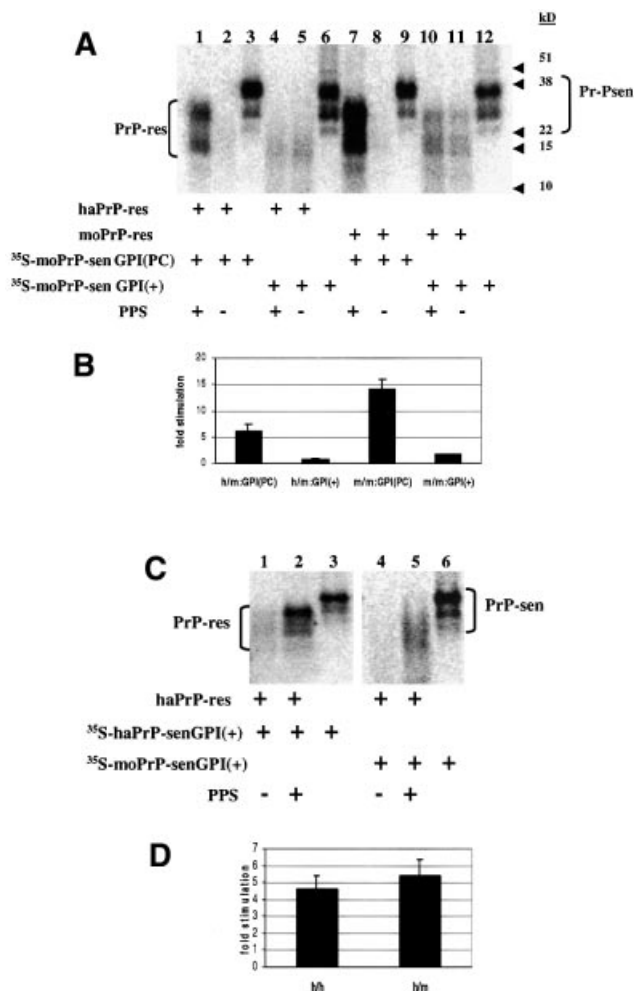 A
1 2 3 4 5 6 7 8 9 10 11 12
kD
51
38
22
15
10
PrP-res
Pr-Psen
haPrP-res + + + +
moPrP-res + + + +
³⁵S-moPrP-sen GPI(PC) + + + + + +
³⁵S-moPrP-sen GPI(+) + + + + + +
PPS + - + - + - + -
B
fold stimulation
20
15
10
5
0
h/m:GPI(PC) h/m:GPI(+) m/m:GPI(PC) m/m:GPI(+)
C
1 2 3 4 5 6
PrP-res
PrP-sen
haPrP-res + + + +
³⁵S-haPrP-senGPI(+) + + +
³⁵S-moPrP-senGPI(+) + + +
PPS - + - +
D
fold stimulation
7
6
5
4
3
2
1
0
h/h h/m